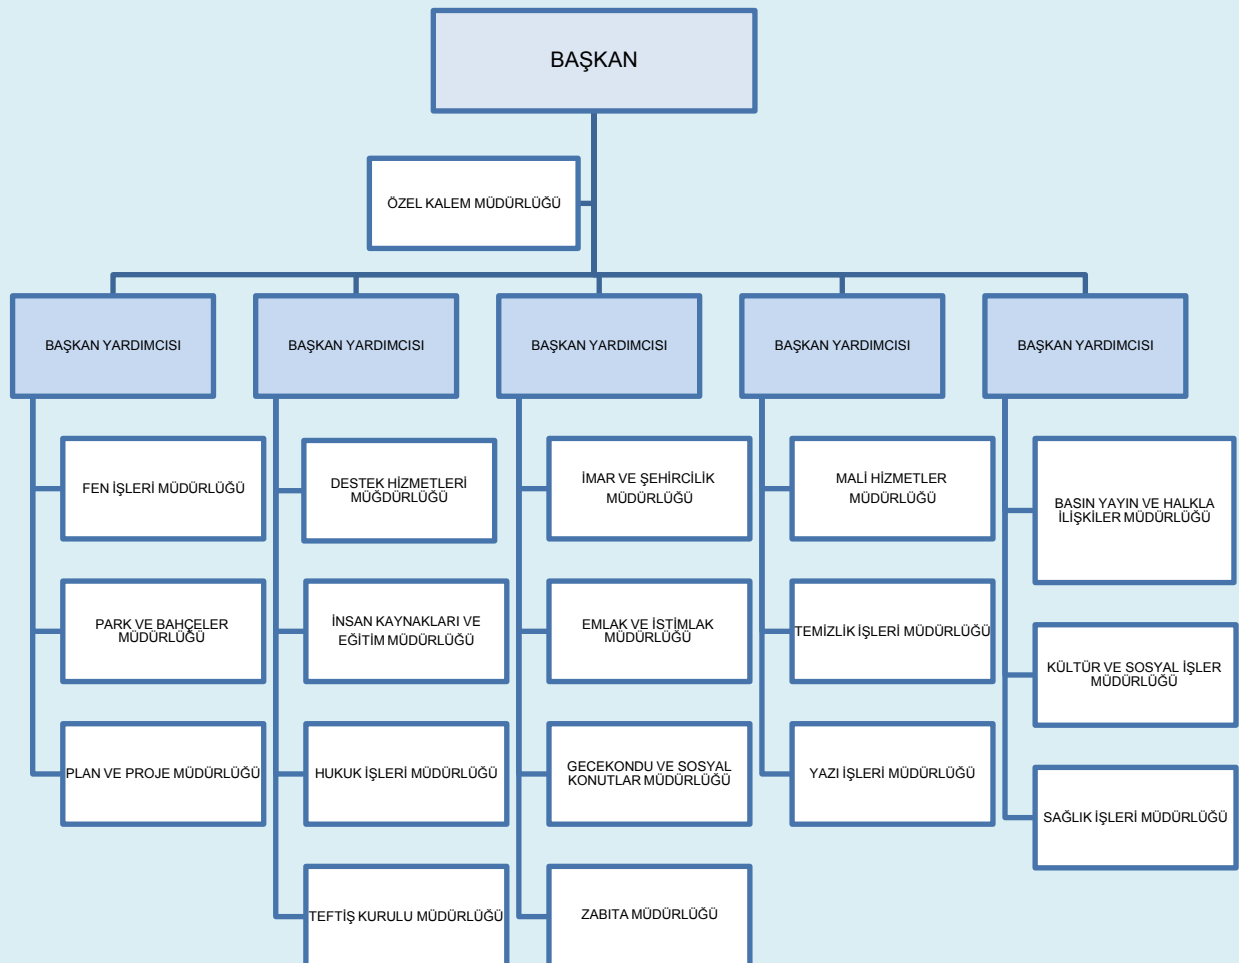 BAŞKAN
ÖZEL KALEM MÜDÜRLÜĞÜ
BAŞKAN YARDIMCISI
BAŞKAN YARDIMCISI
BAŞKAN YARDIMCISI
BAŞKAN YARDIMCISI
BAŞKAN YARDIMCISI
FEN İŞLERİ MÜDÜRLÜĞÜ
PARK VE BAHÇELER
MÜDÜRLÜĞÜ
PLAN VE PROJE MÜDÜRLÜĞÜ
DESTEK HİZMETLERİ
MÜĞDÜRLÜĞÜ
İNSAN KAYNAKLARI VE
EĞİTİM MÜDÜRLÜĞÜ
HUKUK İŞLERİ MÜDÜRLÜĞÜ
TEFTİŞ KURULU MÜDÜRLÜĞÜ
İMAR VE ŞEHİRCİLİK
MÜDÜRLÜĞÜ
EMLAK VE İSTİMLAK
MÜDÜRLÜĞÜ
GECEKONDU VE SOSYAL
KONUTLAR MÜDÜRLÜĞÜ
ZABITA MÜDÜRLÜĞÜ
MALİ HİZMETLER
MÜDÜRLÜĞÜ
TEMİZLİK İŞLERİ MÜDÜRLÜĞÜ
YAZI İŞLERİ MÜDÜRLÜĞÜ
BASIN YAYIN VE HALKLA
İLİŞKİLER MÜDÜRLÜĞÜ
KÜLTÜR VE SOSYAL İŞLER
MÜDÜRLÜĞÜ
SAĞLIK İŞLERİ MÜDÜRLÜĞÜ